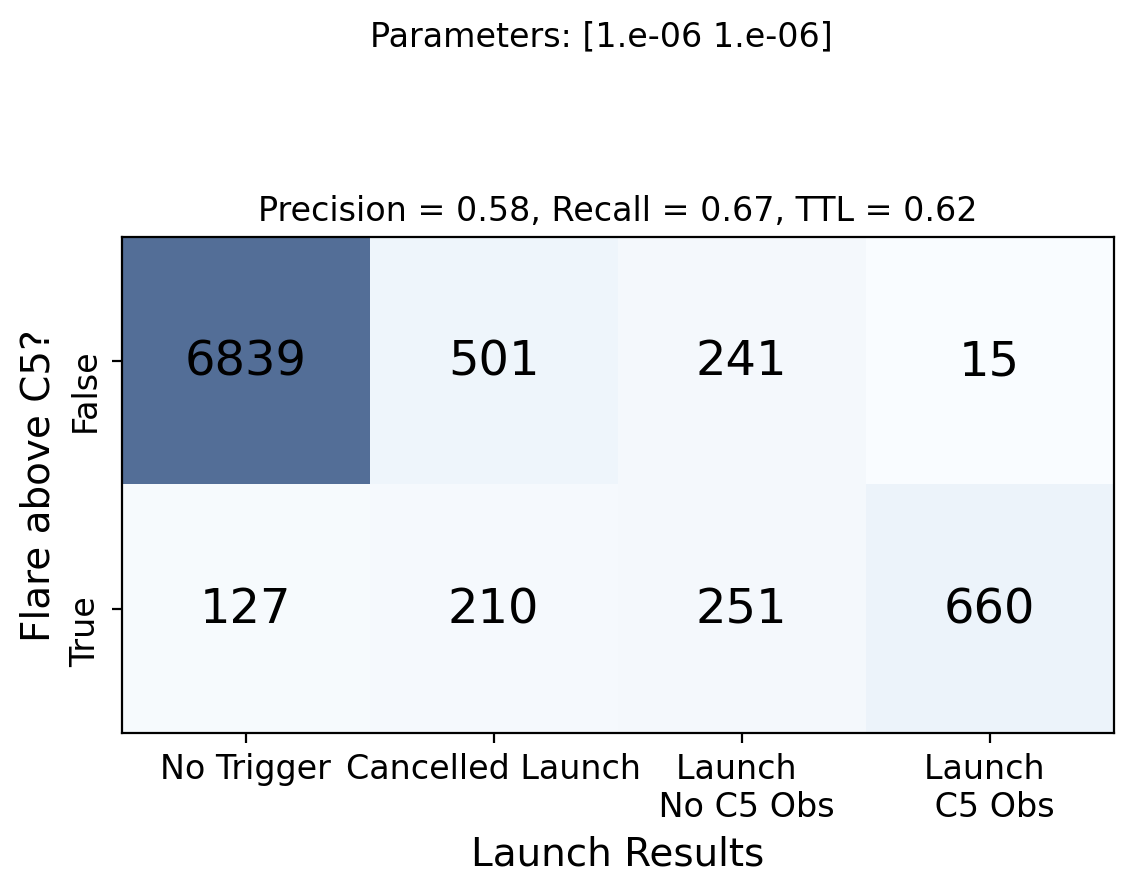 Parameters: [1.e-06 1.e-06]
Precision = 0.58, Recall = 0.67, TTL = 0.62
Flare above C5?
False
6839 501 241 15
True
127 210 251 660
No Trigger Cancelled Launch Launch Launch
No C5 Obs C5 Obs
Launch Results